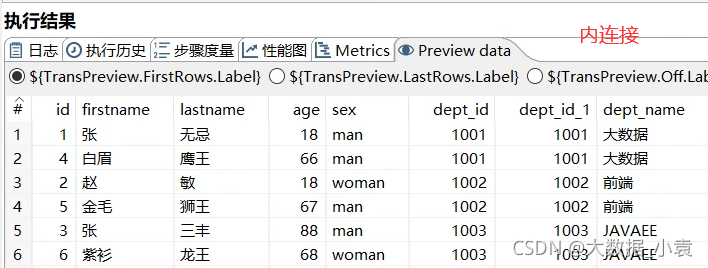 执行结果
内连接
日志 执行历史 步骤度量 性能图 Metrics Preview data
${TransPreview.FirstRows.Label} ${TransPreview.LastRows.Label} ${TransPreview.Off.Labe
# id firstname lastname age sex dept_id dept_id_1 dept_name
1 1 张 无忌 18 man 1001 1001 大数据
2 4 白眉 鹰王 66 man 1001 1001 大数据
3 2 赵 敏 18 woman 1002 1002 前端
4 5 金毛 狮王 67 man 1002 1002 前端
5 3 张 三丰 88 man 1003 1003 JAVAEE
6 6 紫衫 龙王 68 woman 1003 1003 JAVAEE
CSDN @大数据_小袁